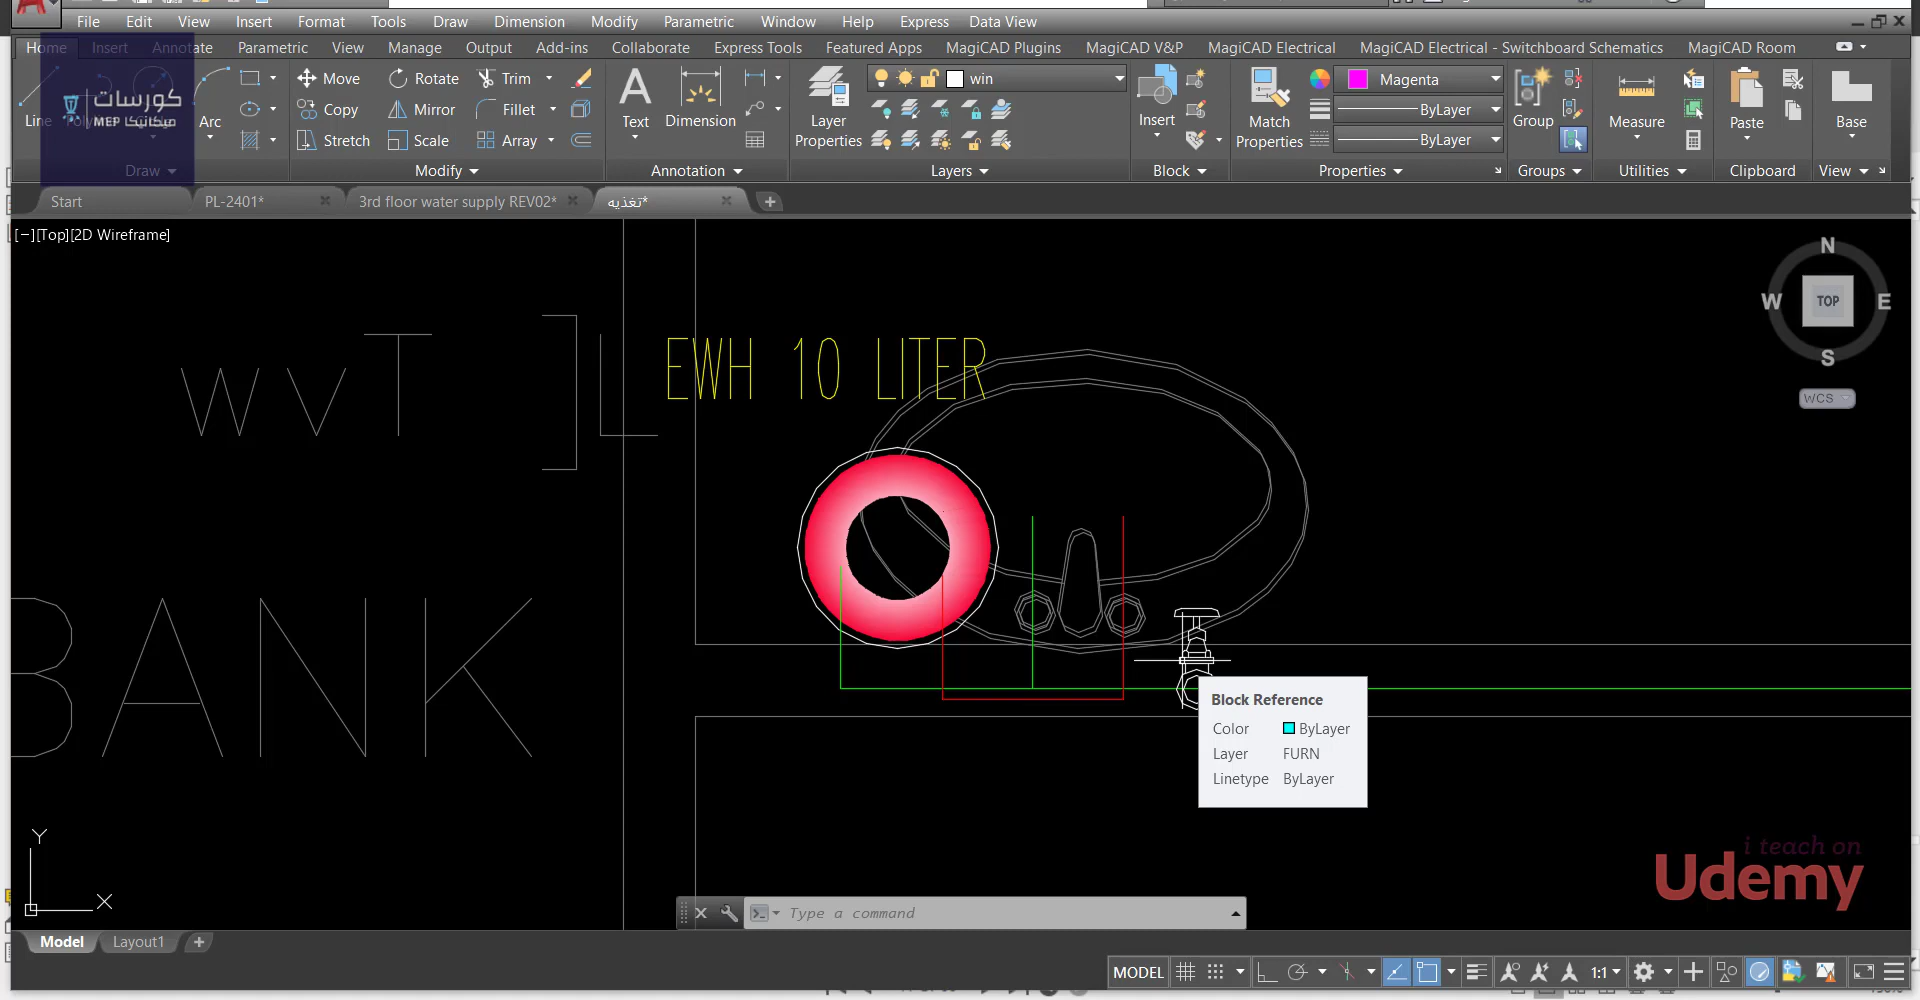 File Edit View Insert Format Tools Draw Dimension Modify Parametric Window Help Express Data View
Home Insert Annotate Parametric View Manage Output Add-ins Collaborate Express Tools Featured Apps MagiCAD Plugins MagiCAD V&P MagiCAD Electrical MagiCAD Electrical - Switchboard Schematics MagiCAD Room
Line
Arc
كورسات
MEP ميكانيكا
Draw
Move Rotate Trim
Copy Mirror Fillet
Stretch Scale Array
Modify
Text Dimension
Annotation
Layer Properties
win
Layers
Insert
Block
Match Properties
Magenta
ByLayer
ByLayer
Properties
Group
Groups
Measure
Utilities
Paste
Clipboard
Base
View
Start PL-2401* 3rd floor water supply REV02* تغذيه*
[−][Top][2D Wireframe]
N
W TOP E
S
WCS
EWH 10 LITER
WvT ]L
BANK
Block Reference
Color ByLayer
Layer FURN
Linetype ByLayer
Y
X
i teach on
Udemy
Type a command
Model Layout1
MODEL 1:1